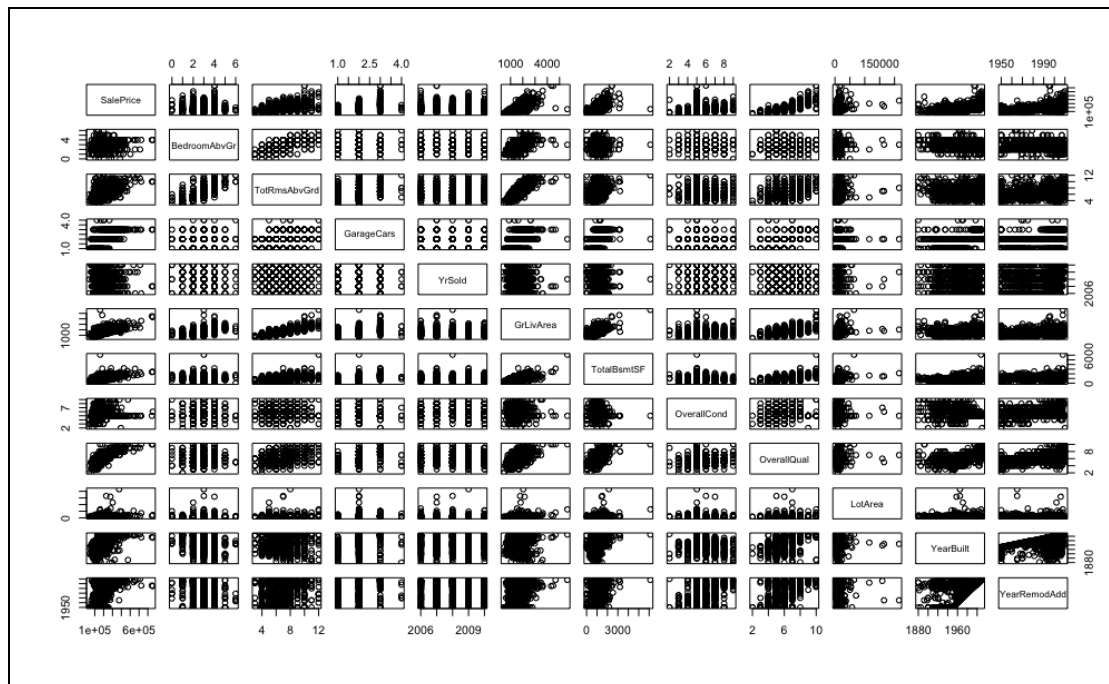 0 2 4 6 1.0 2.5 4.0 1000 4000 2 4 6 8 0 150000 1950 1990
SalePrice 1e+05
0 4 BedroomAbvGr
TotRmsAbvGrd 4 12
1.0 4.0 GarageCars
YrSold 2006
1000 GrLivArea
TotalBsmtSF 0 6000
2 7 OverallCond
OverallQual 2 8
0 LotArea
YearBuilt 1880
1950 YearRemodAdd
1e+05 6e+05 4 8 12 2006 2009 0 3000 2 4 6 8 10 1880 1960